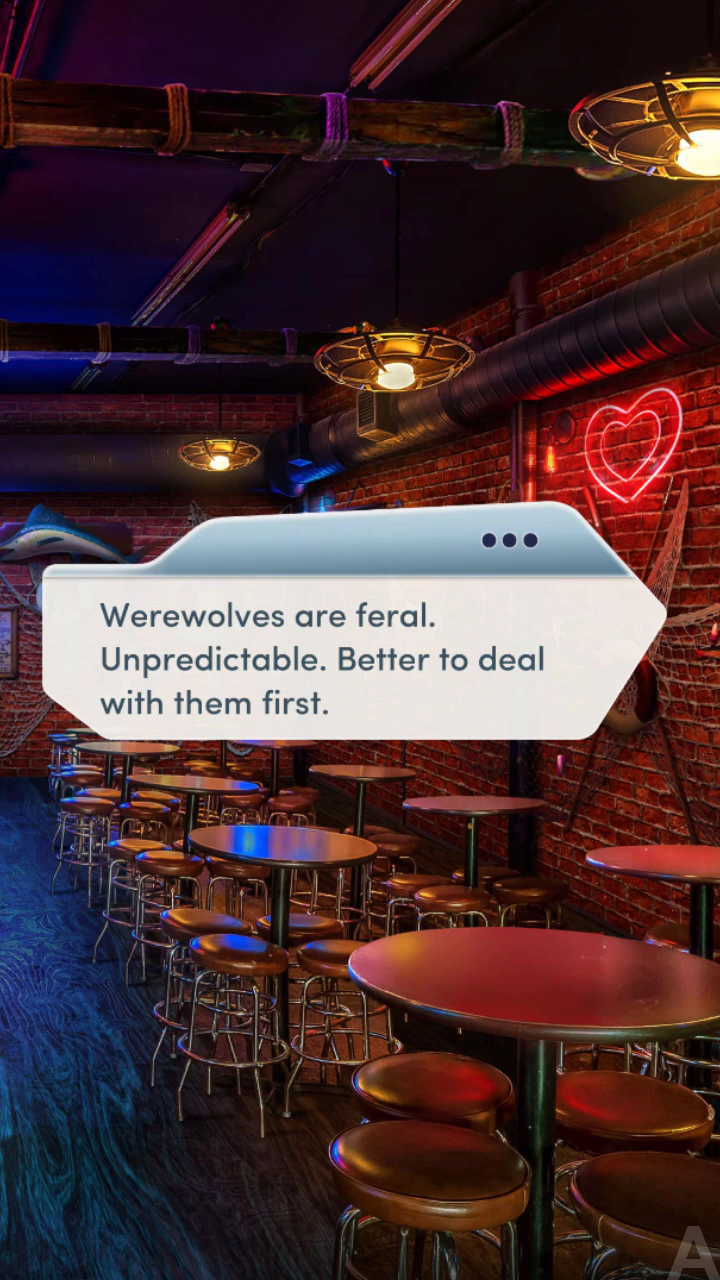 Werewolves are feral.
Unpredictable. Better to deal
with them first.
A